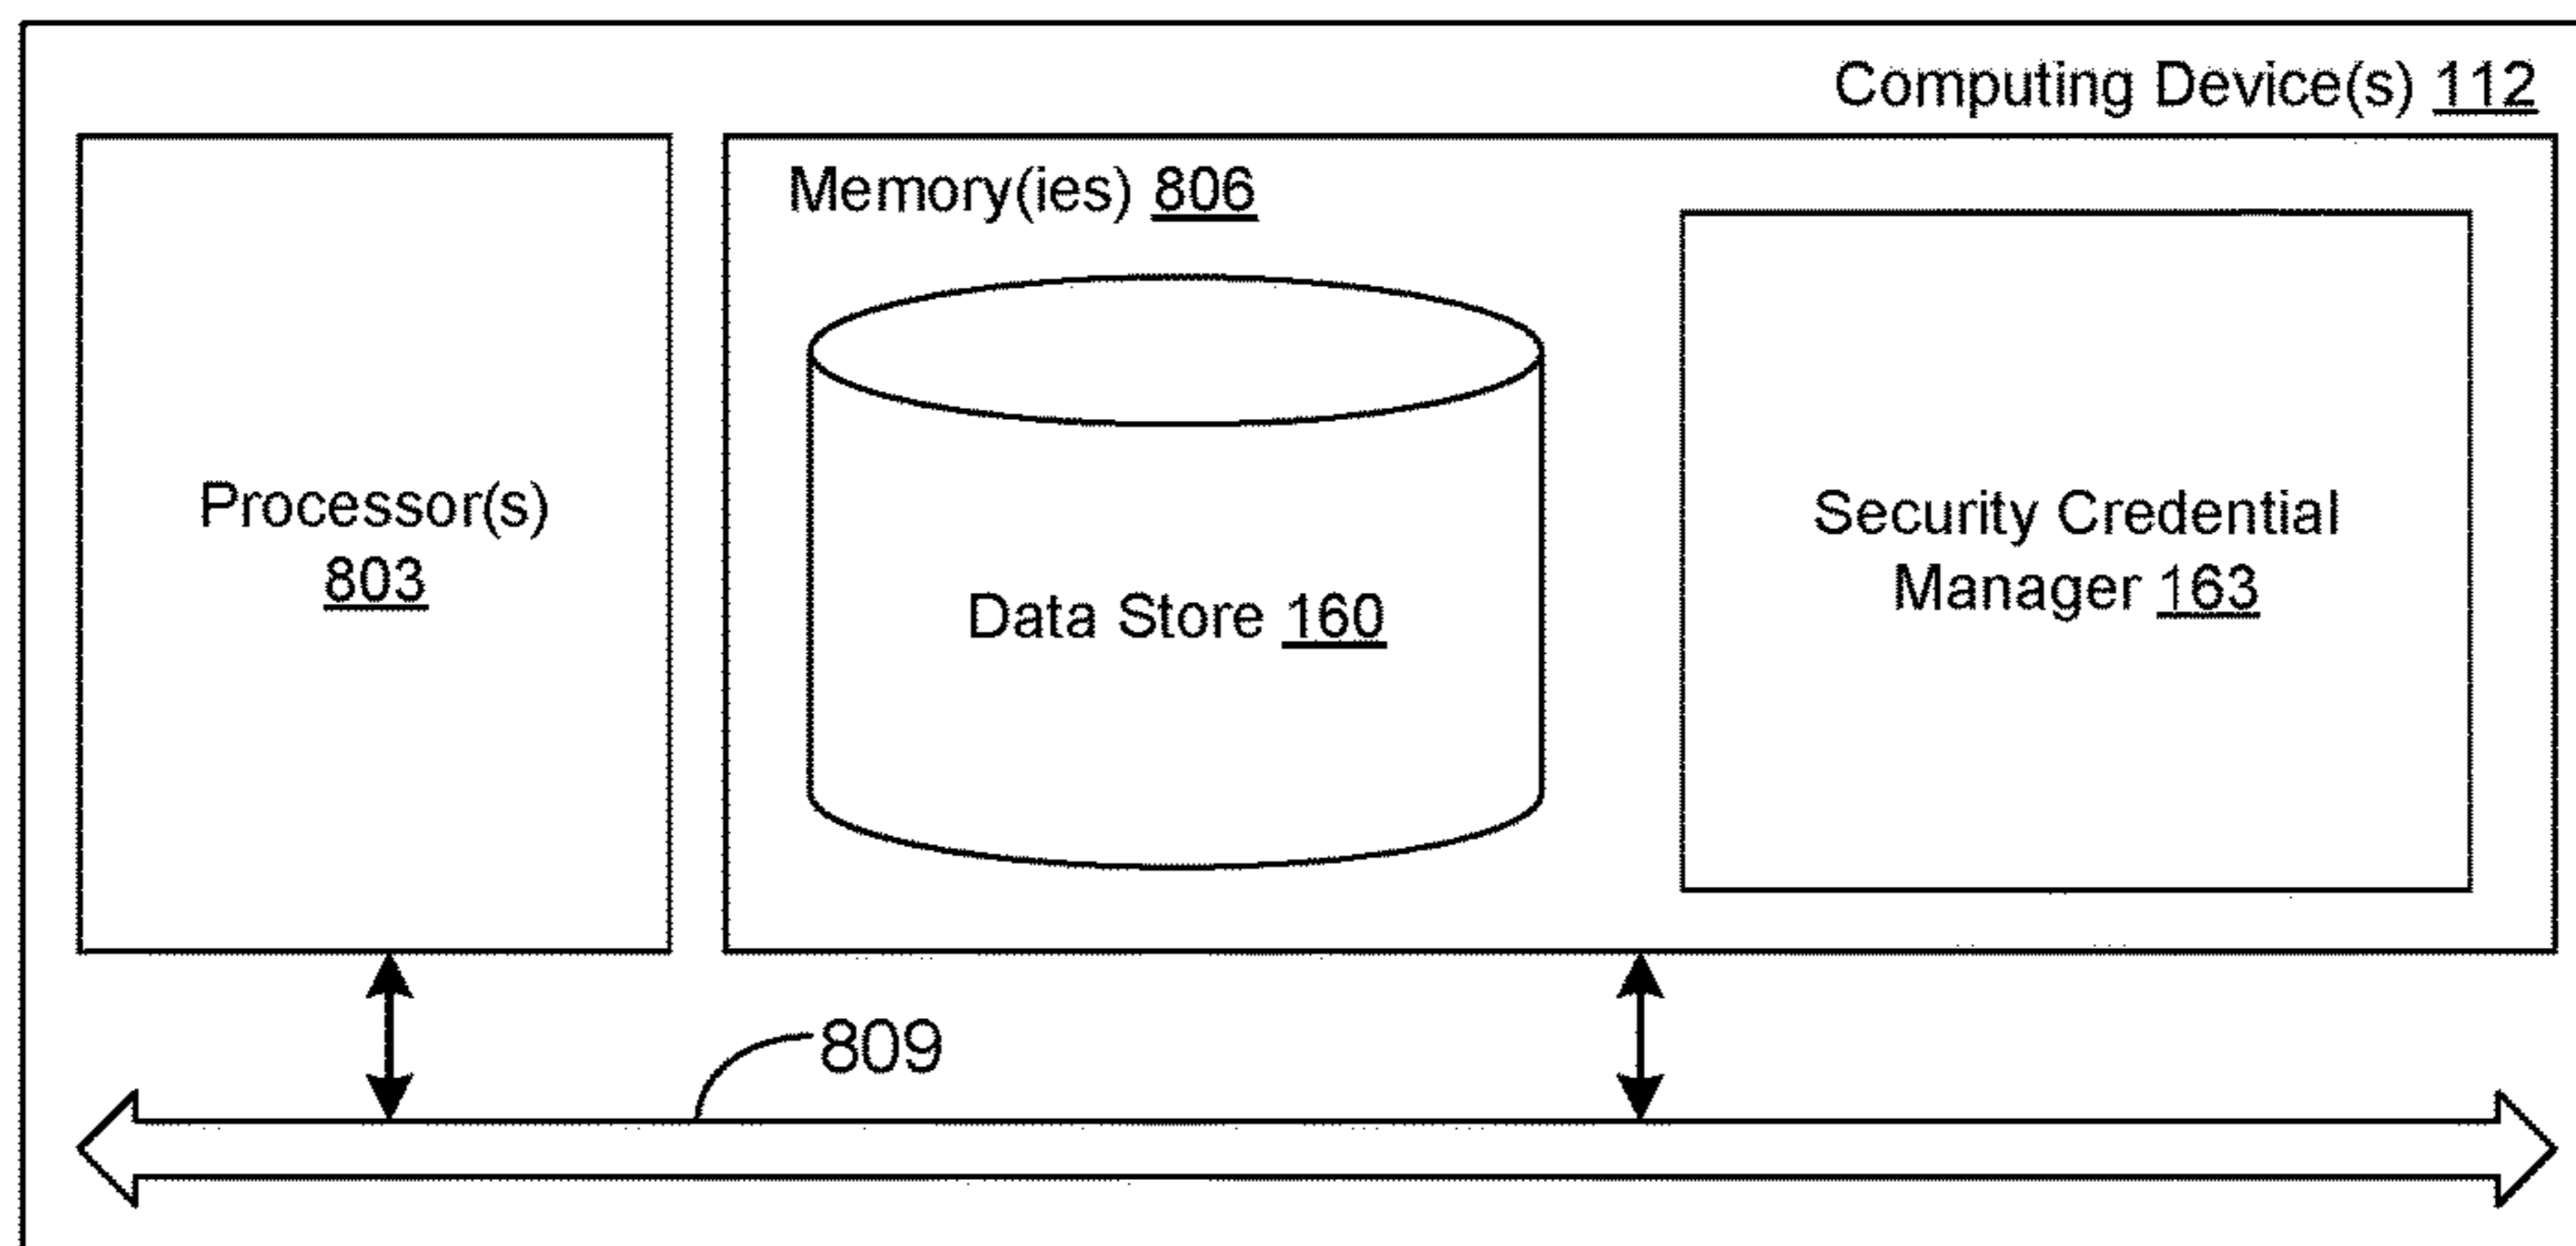 Computing Device(s) 112
Memory(ies) 806
Processor(s)
803
Data Store 160
Security Credential
Manager 163
809